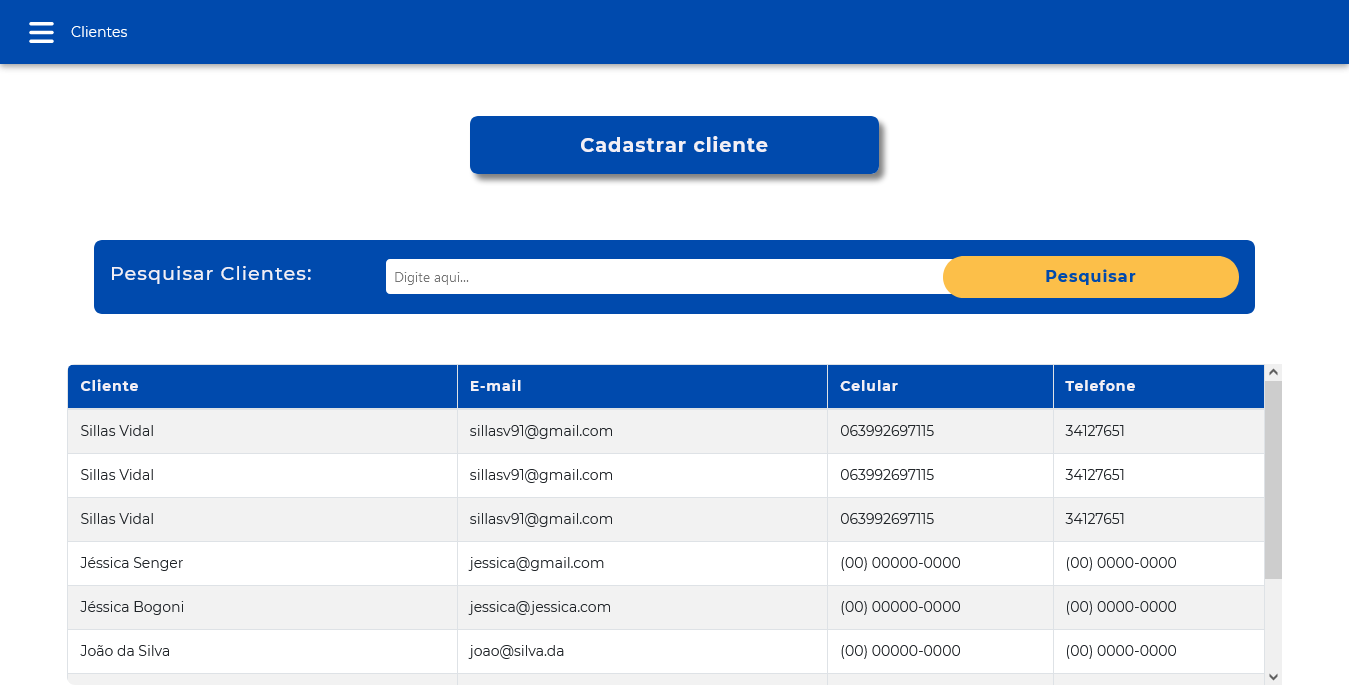 Clientes
Cadastrar cliente
Pesquisar Clientes: Digite aqui... Pesquisar
Cliente E-mail Celular Telefone
Sillas Vidal sillasv91@gmail.com 063992697115 34127651
Sillas Vidal sillasv91@gmail.com 063992697115 34127651
Sillas Vidal sillasv91@gmail.com 063992697115 34127651
Jéssica Senger jessica@gmail.com (00) 00000-0000 (00) 0000-0000
Jéssica Bogoni jessica@jessica.com (00) 00000-0000 (00) 0000-0000
João da Silva joao@silva.da (00) 00000-0000 (00) 0000-0000